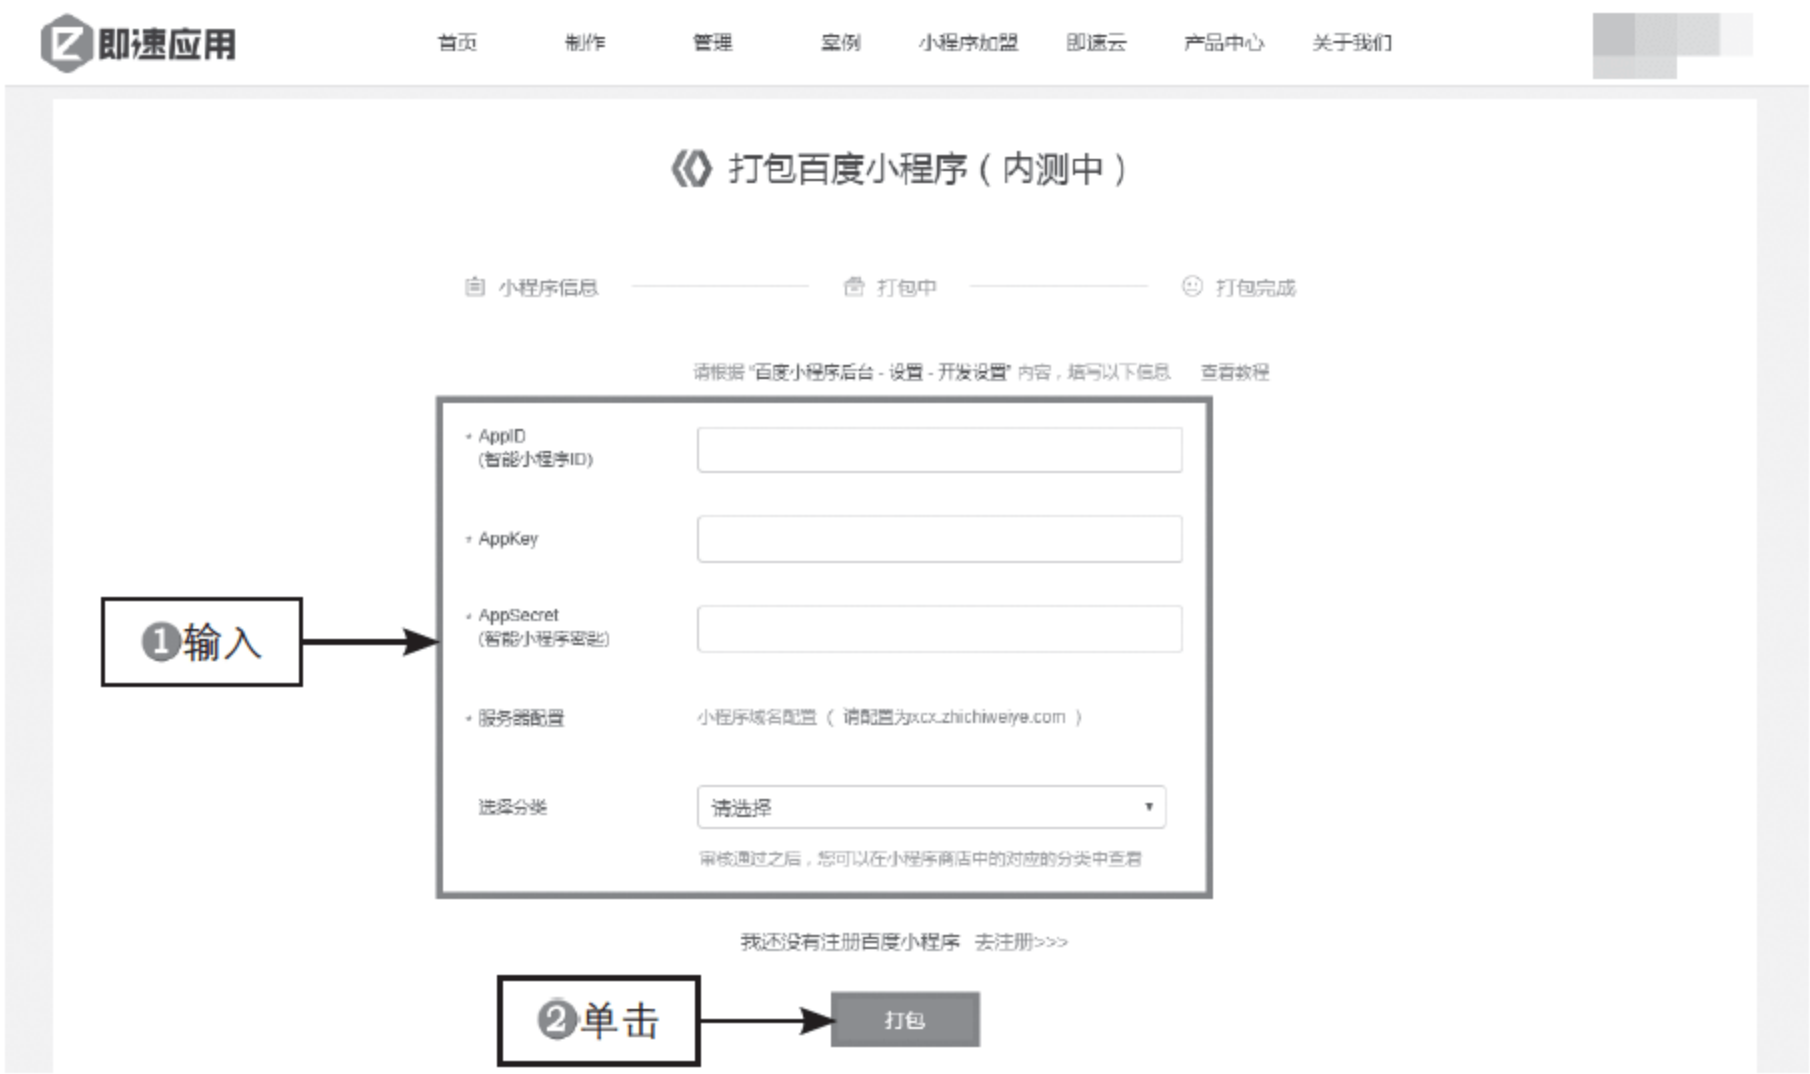 即速应用
首页 制作 管理 案例 小程序加盟 即速云 产品中心 关于我们
打包百度小程序（内测中）
小程序信息 打包中 打包完成
请根据“百度小程序后台 - 设置 - 开发设置”内容，填写以下信息 查看教程
* AppID
(智能小程序ID)
* AppKey
* AppSecret
(智能小程序密匙)
* 服务器配置 小程序域名配置（ 请配置为xcx.zhichiweiye.com ）
选择分类 请选择
审核通过之后，您可以在小程序商店中的对应的分类中查看
❶输入
我还没有注册百度小程序 去注册>>>
❷单击
打包